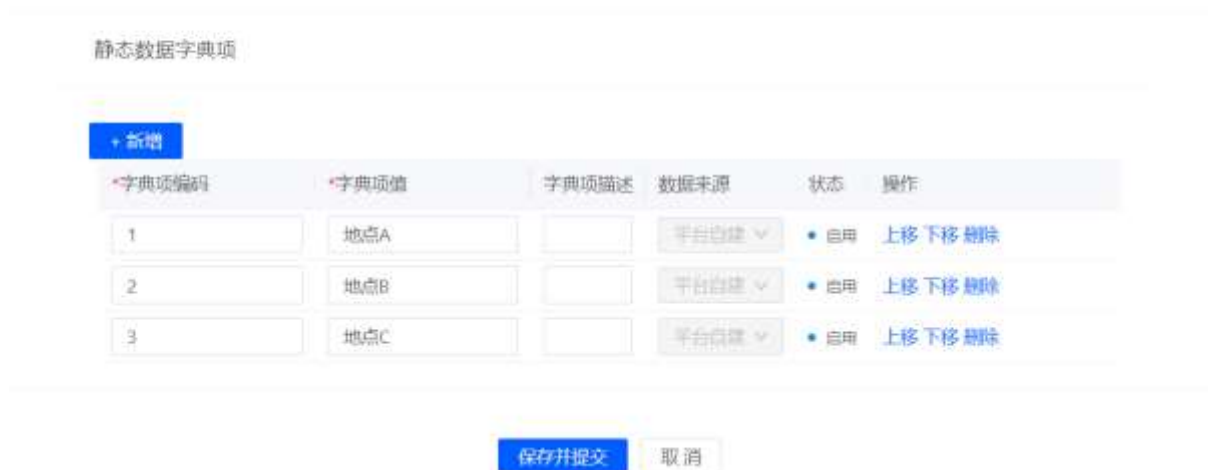 静态数据字典项
+ 新增
*字典项编码 *字典项值 字典项描述 数据来源 状态 操作
1 地点A 平台自建 启用 上移 下移 删除
2 地点B 平台自建 启用 上移 下移 删除
3 地点C 平台自建 启用 上移 下移 删除
保存并提交 取消